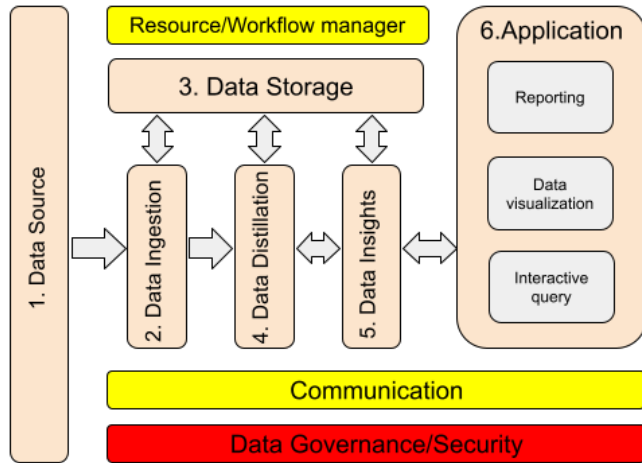 Resource/Workflow manager
3. Data Storage
1. Data Source
2. Data Ingestion
4. Data Distillation
5. Data Insights
6.Application
Reporting
Data
visualization
Interactive
query
Communication
Data Governance/Security